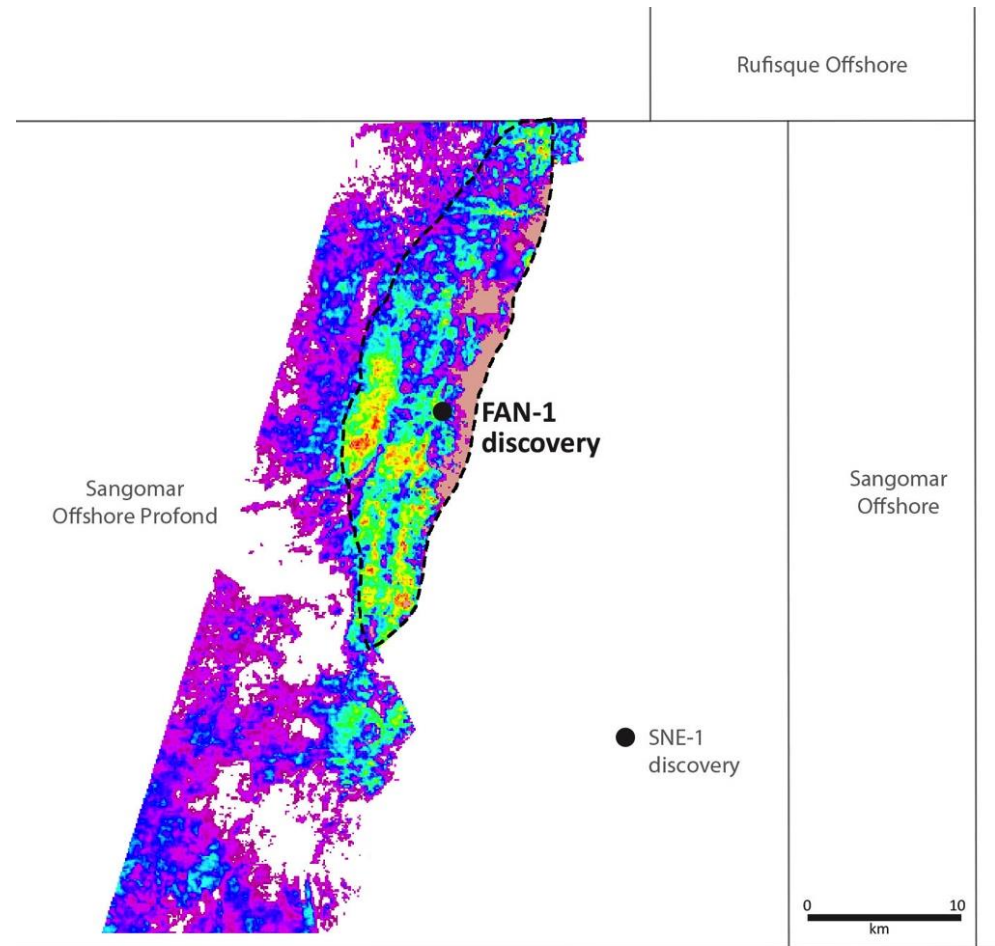 Rufisque Offshore
FAN-1
discovery
Sangomar
Offshore Profond
Sangomar
Offshore
SNE-1
discovery
0 10
km